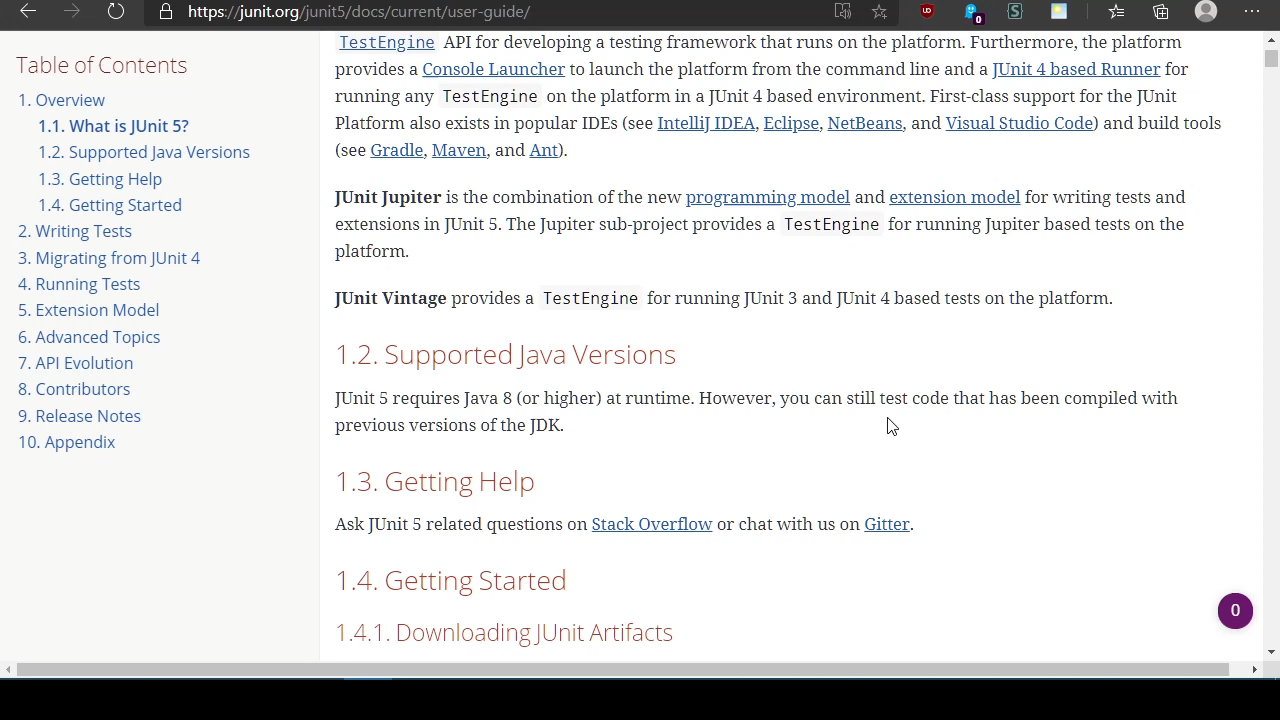 https://junit.org/junit5/docs/current/user-guide/
UD
0
S
Table of Contents
1. Overview
1.1. What is JUnit 5?
1.2. Supported Java Versions
1.3. Getting Help
1.4. Getting Started
2. Writing Tests
3. Migrating from JUnit 4
4. Running Tests
5. Extension Model
6. Advanced Topics
7. API Evolution
8. Contributors
9. Release Notes
10. Appendix
TestEngine API for developing a testing framework that runs on the platform. Furthermore, the platform
provides a Console Launcher to launch the platform from the command line and a JUnit 4 based Runner for
running any TestEngine on the platform in a JUnit 4 based environment. First-class support for the JUnit
Platform also exists in popular IDEs (see IntelliJ IDEA, Eclipse, NetBeans, and Visual Studio Code) and build tools
(see Gradle, Maven, and Ant).
JUnit Jupiter is the combination of the new programming model and extension model for writing tests and
extensions in JUnit 5. The Jupiter sub-project provides a TestEngine for running Jupiter based tests on the
platform.
JUnit Vintage provides a TestEngine for running JUnit 3 and JUnit 4 based tests on the platform.
1.2. Supported Java Versions
JUnit 5 requires Java 8 (or higher) at runtime. However, you can still test code that has been compiled with
previous versions of the JDK.
1.3. Getting Help
Ask JUnit 5 related questions on Stack Overflow or chat with us on Gitter.
1.4. Getting Started
0
1.4.1. Downloading JUnit Artifacts